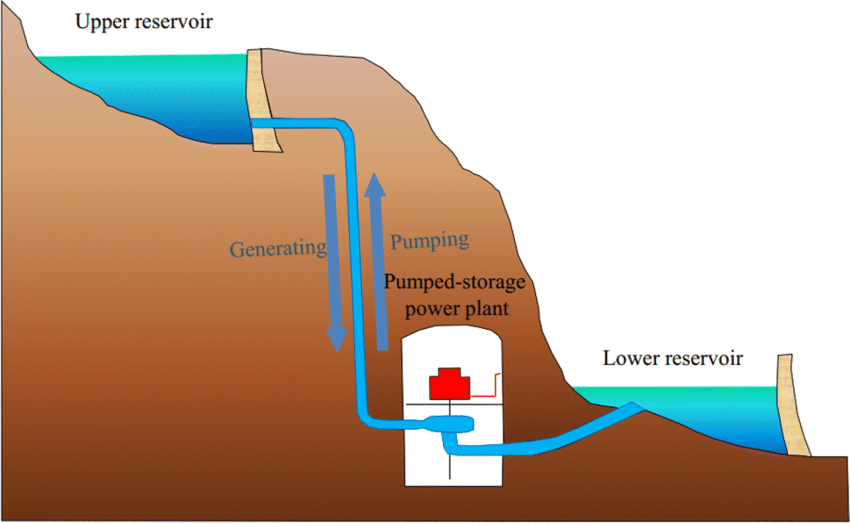 Upper reservoir
Generating
Pumping
Pumped-storage
power plant
Lower reservoir